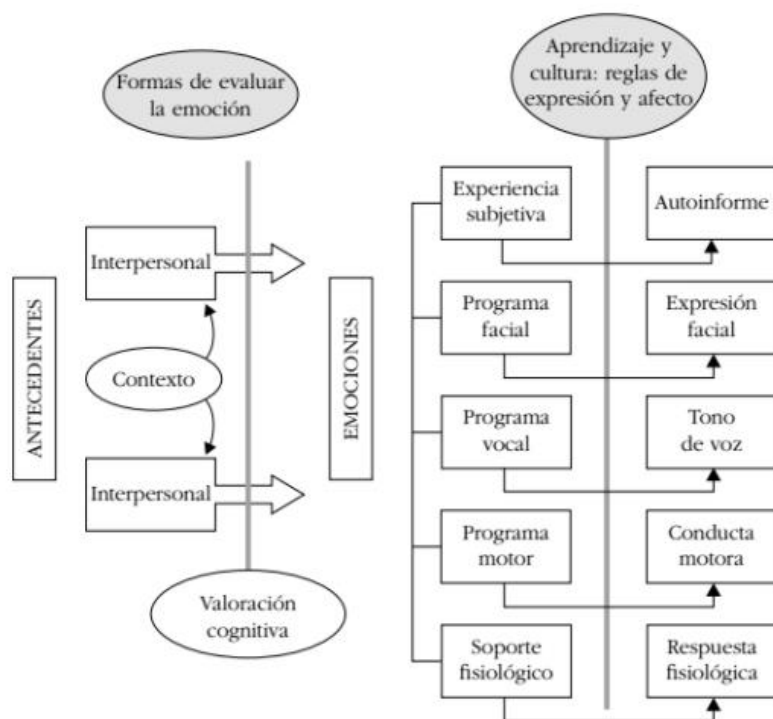 Formas de evaluar
la emoción
Aprendizaje y
cultura: reglas de
expresión y afecto
ANTECEDENTES
Interpersonal
Contexto
Interpersonal
Valoración
cognitiva
EMOCIONES
Experiencia
subjetiva
Autoinforme
Programa
facial
Expresión
facial
Programa
vocal
Tono
de voz
Programa
motor
Conducta
motora
Soporte
fisiológico
Respuesta
fisiológica